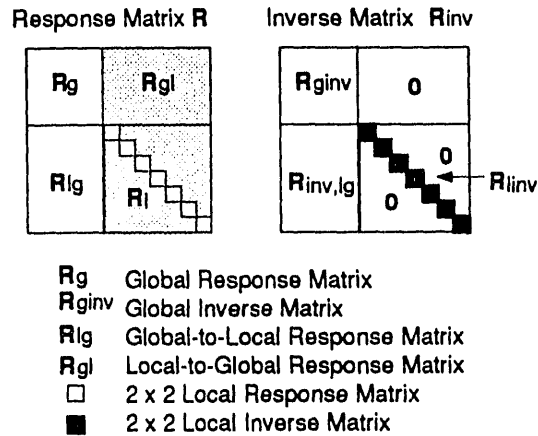 Response Matrix R Inverse Matrix Rinv
Rg Rgl Rginv 0
Rlg Rl Rinv,lg 0 0 Rlinv
Rg Global Response Matrix
Rginv Global Inverse Matrix
Rlg Global-to-Local Response Matrix
Rgl Local-to-Global Response Matrix
2 x 2 Local Response Matrix
2 x 2 Local Inverse Matrix